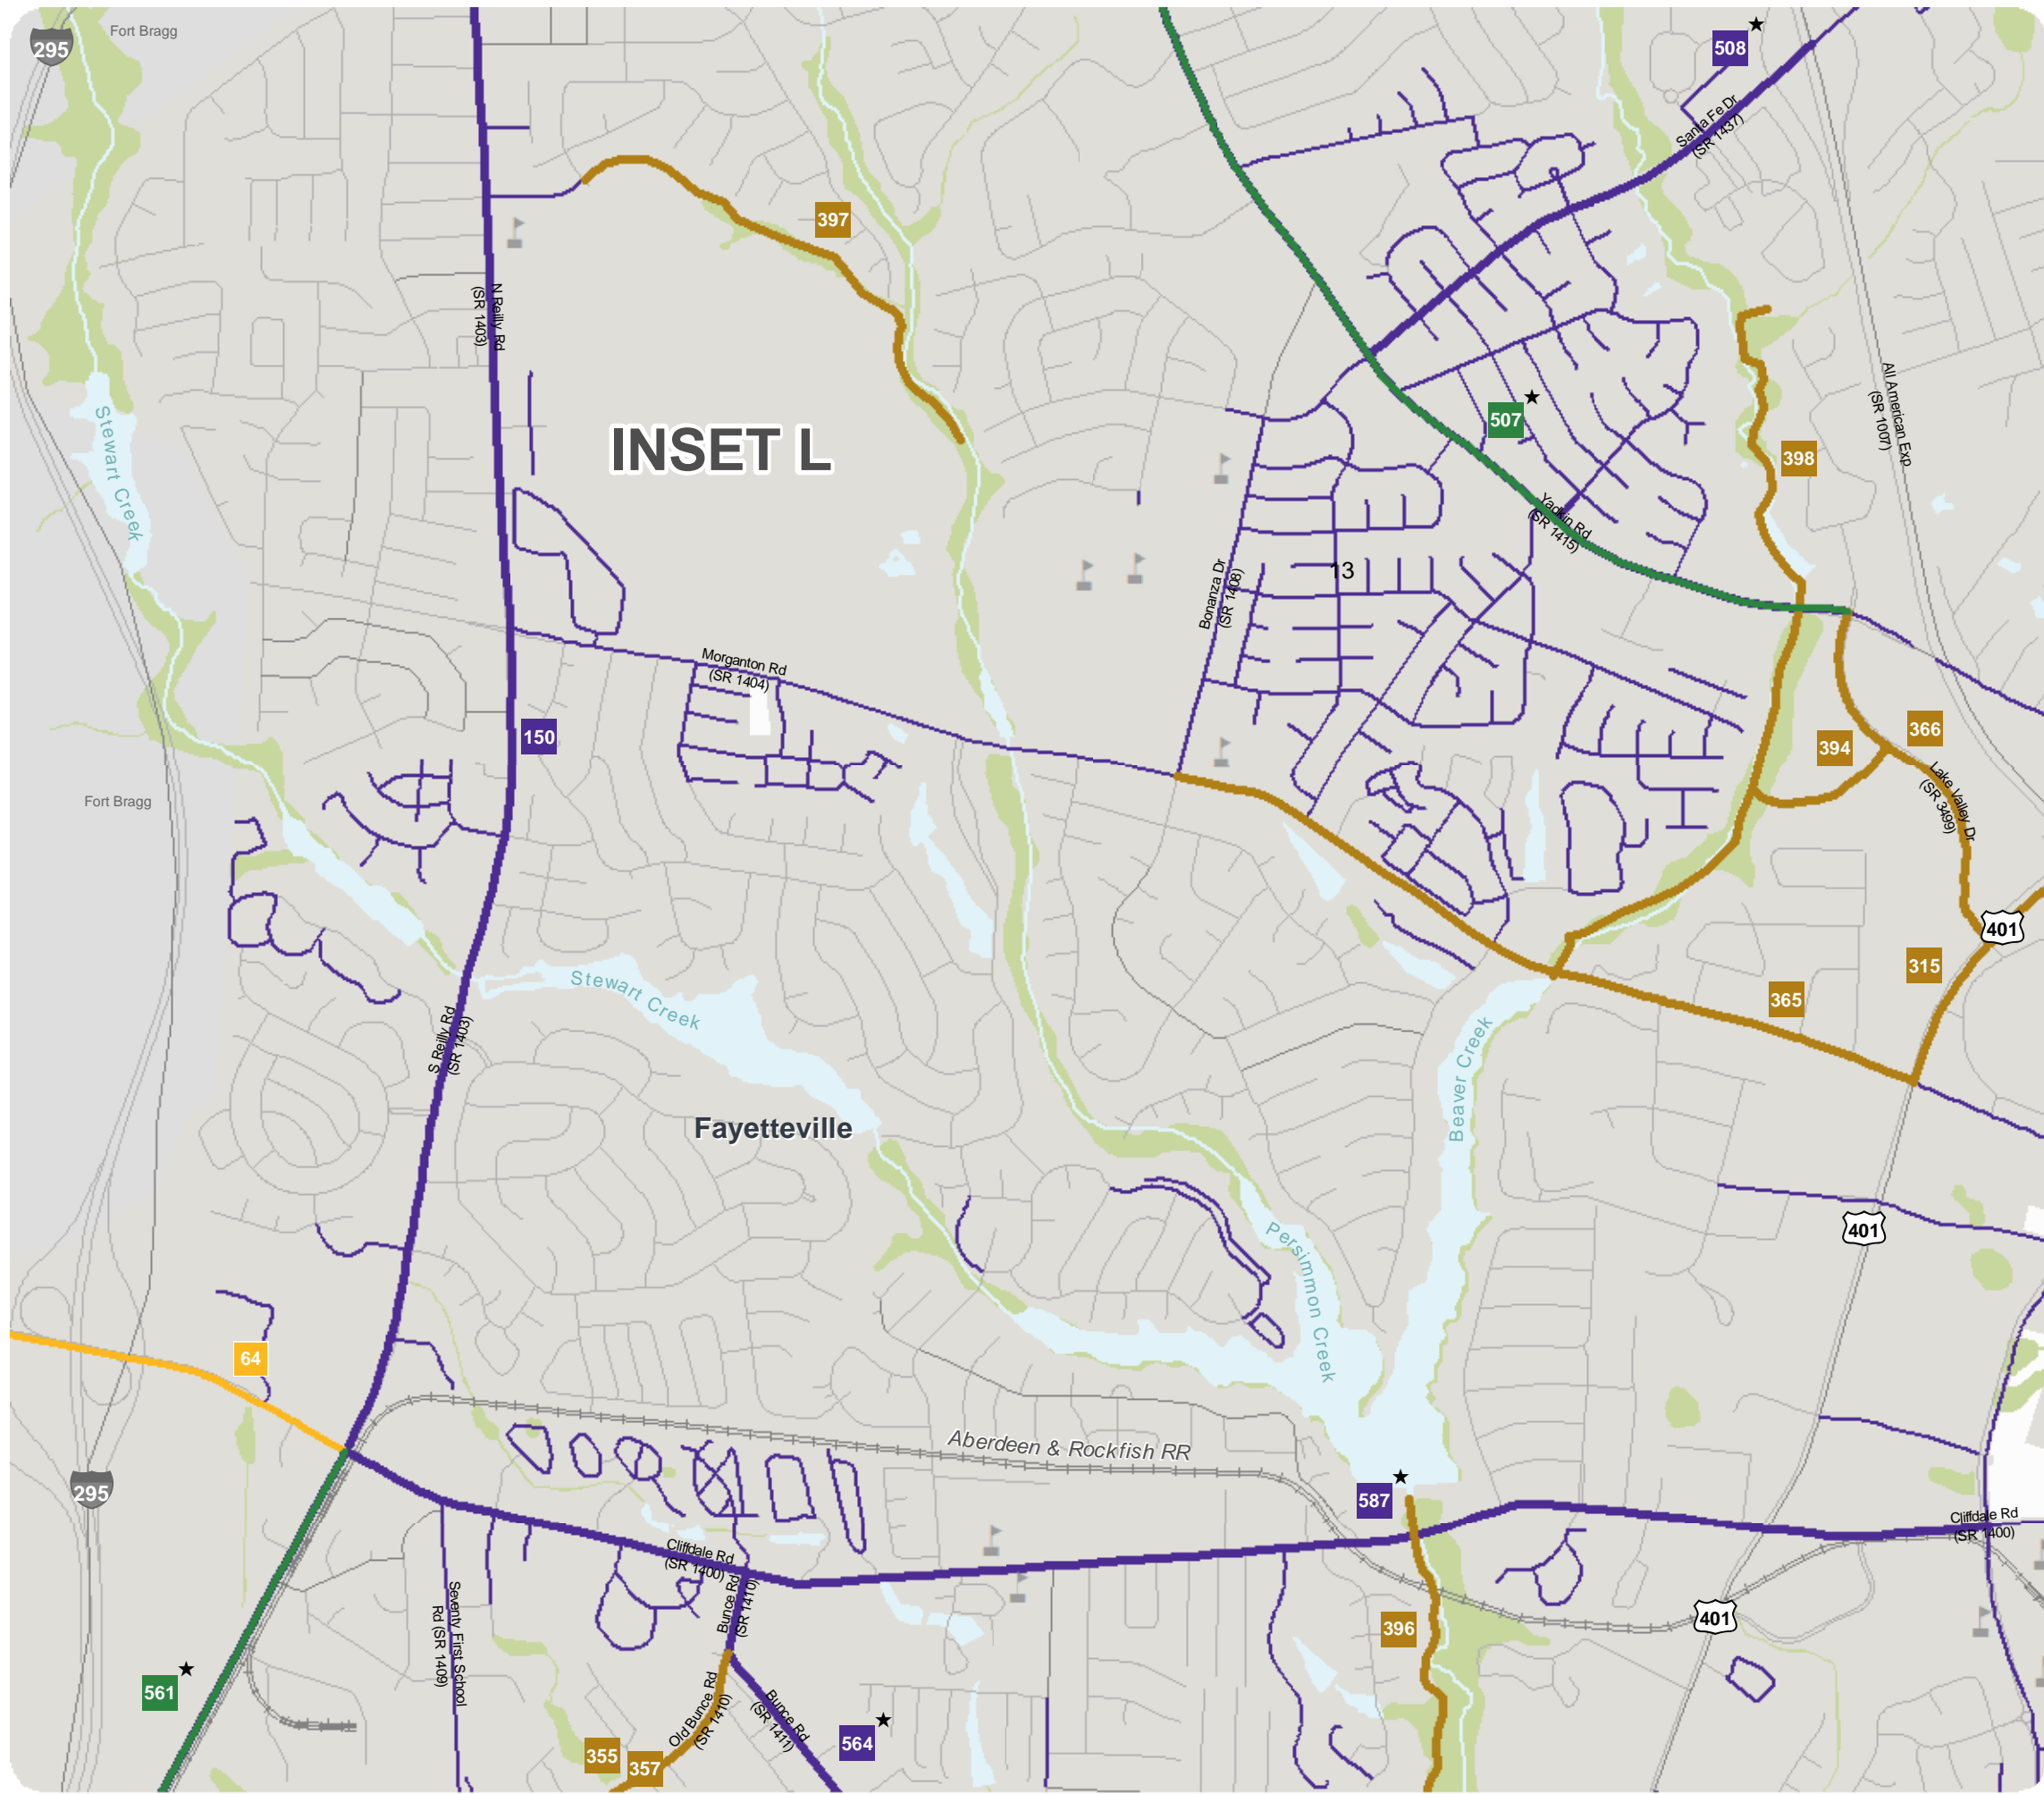 Fort Bragg
295
508
Santa Fe Dr
(SR 1437)
397
N Reilly Rd
(SR 1403)
All American Exp
(SR 1007)
Stewart Creek
INSET L
507
398
Yadkin Rd
(SR 1415)
13
Bonanza Dr
(SR 1408)
Morganton Rd
(SR 1404)
150
366
394
Lake Valley Dr
(SR 3499)
Fort Bragg
401
315
Stewart Creek
365
S Reilly Rd
(SR 1403)
Beaver Creek
Fayetteville
401
Persimmon Creek
64
Aberdeen & Rockfish RR
295
587
Cliffdale Rd
(SR 1400)
Cliffdale Rd
(SR 1400)
Bunce Rd
(SR 1410)
Seventy First School
Rd (SR 1409)
401
396
561
Old Bunce Rd
(SR 1410)
Bunce Rd
(SR 1411)
564
355
357